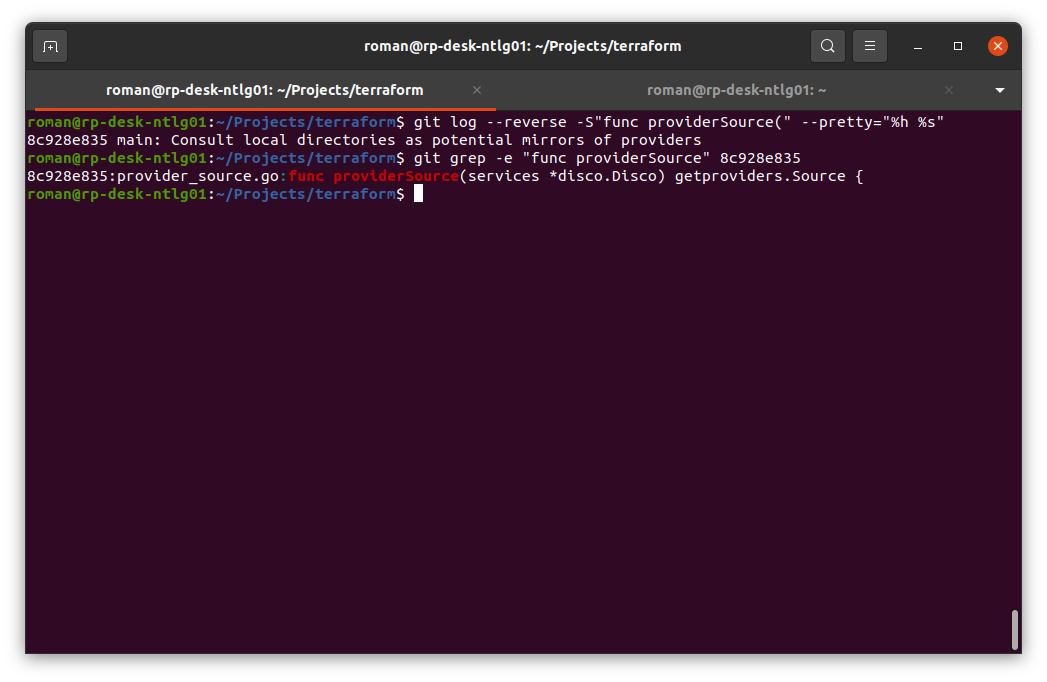 roman@rp-desk-ntlg01: ~/Projects/terraform
roman@rp-desk-ntlg01: ~/Projects/terraform
roman@rp-desk-ntlg01: ~
roman@rp-desk-ntlg01:~/Projects/terraform$ git log --reverse -S"func providerSource(" --pretty="%h %s"
8c928e835 main: Consult local directories as potential mirrors of providers
roman@rp-desk-ntlg01:~/Projects/terraform$ git grep -e "func providerSource" 8c928e835
8c928e835:provider_source.go:func providerSource(services *disco.Disco) getproviders.Source {
roman@rp-desk-ntlg01:~/Projects/terraform$